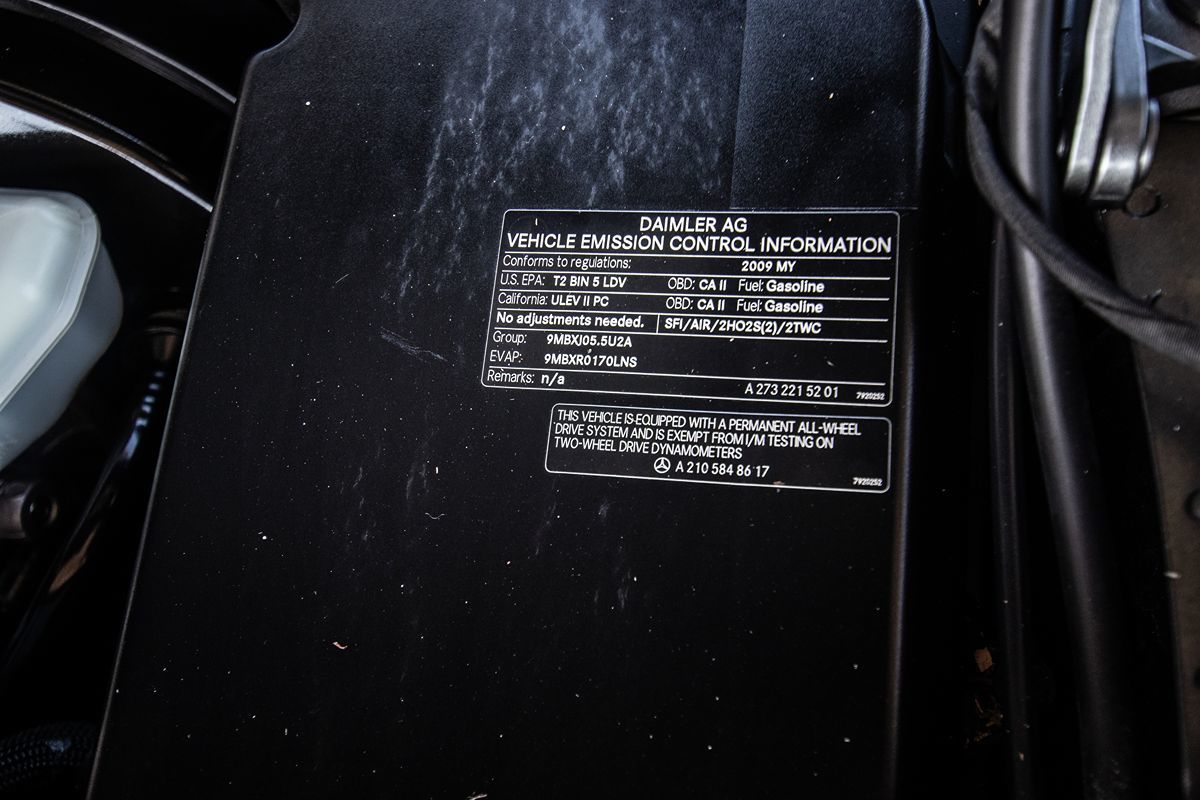 DAIMLER AG
VEHICLE EMISSION CONTROL INFORMATION
Conforms to regulations: 2009 MY
U.S. EPA: T2 BIN 5 LDV OBD: CA II Fuel: Gasoline
California: ULEV II PC OBD: CA II Fuel: Gasoline
No adjustments needed. SFI/AIR/2HO2S(2)/2TWC
Group: 9MBXJ05.5U2A
EVAP: 9MBXR0170LNS
Remarks: n/a
A 273 221 52 01 7920252
THIS VEHICLE IS EQUIPPED WITH A PERMANENT ALL-WHEEL
DRIVE SYSTEM AND IS EXEMPT FROM I/M TESTING ON
TWO-WHEEL DRIVE DYNAMOMETERS
A 210 584 86 17 7920252